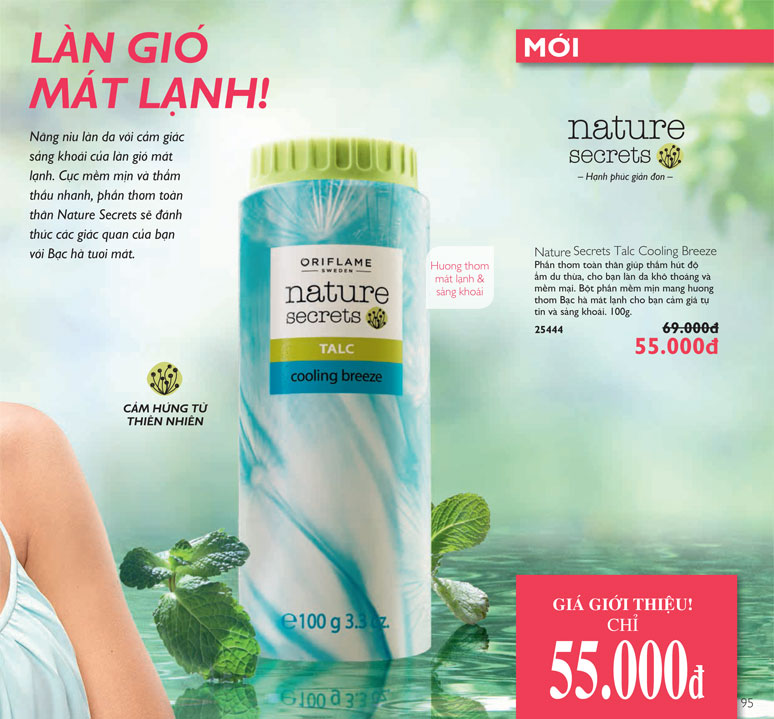 LÀN GIÓ
MÁT LẠNH!
Nâng niu làn da với cảm giác
sảng khoái của làn gió mát
lạnh. Cực mềm mịn và thẩm
thấu nhanh, phấn thơm toàn
thân Nature Secrets sẽ đánh
thức các giác quan của bạn
với Bạc hà tươi mát.
CẢM HỨNG TỪ
THIÊN NHIÊN
ORIFLAME
SWEDEN
nature
secrets
TALC
cooling breeze
℮100 g 3.3 oz.
Hương thơm
mát lạnh &
sảng khoái
MỚI
nature
secrets
– Hạnh phúc giản đơn –
Nature Secrets Talc Cooling Breeze
Phấn thơm toàn thân giúp thấm hút độ
ẩm dư thừa, cho bạn làn da khô thoáng và
mềm mại. Bột phấn mềm mịn mang hương
thơm Bạc hà mát lạnh cho bạn cảm giá tự
tin và sảng khoái. 100g.
25444 69.000đ
55.000đ
GIÁ GIỚI THIỆU!
CHỈ
55.000đ
95